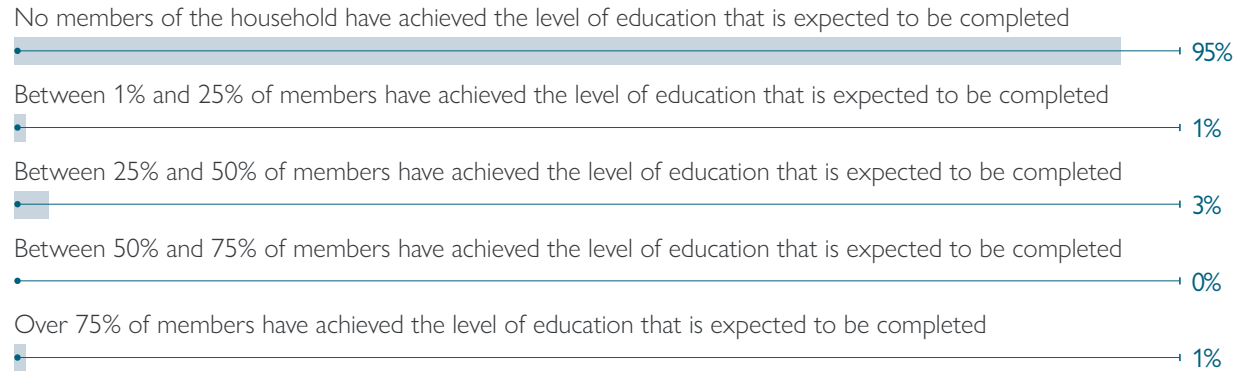 No members of the household have achieved the level of education that is expected to be completed
95%
Between 1% and 25% of members have achieved the level of education that is expected to be completed
1%
Between 25% and 50% of members have achieved the level of education that is expected to be completed
3%
Between 50% and 75% of members have achieved the level of education that is expected to be completed
0%
Over 75% of members have achieved the level of education that is expected to be completed
1%